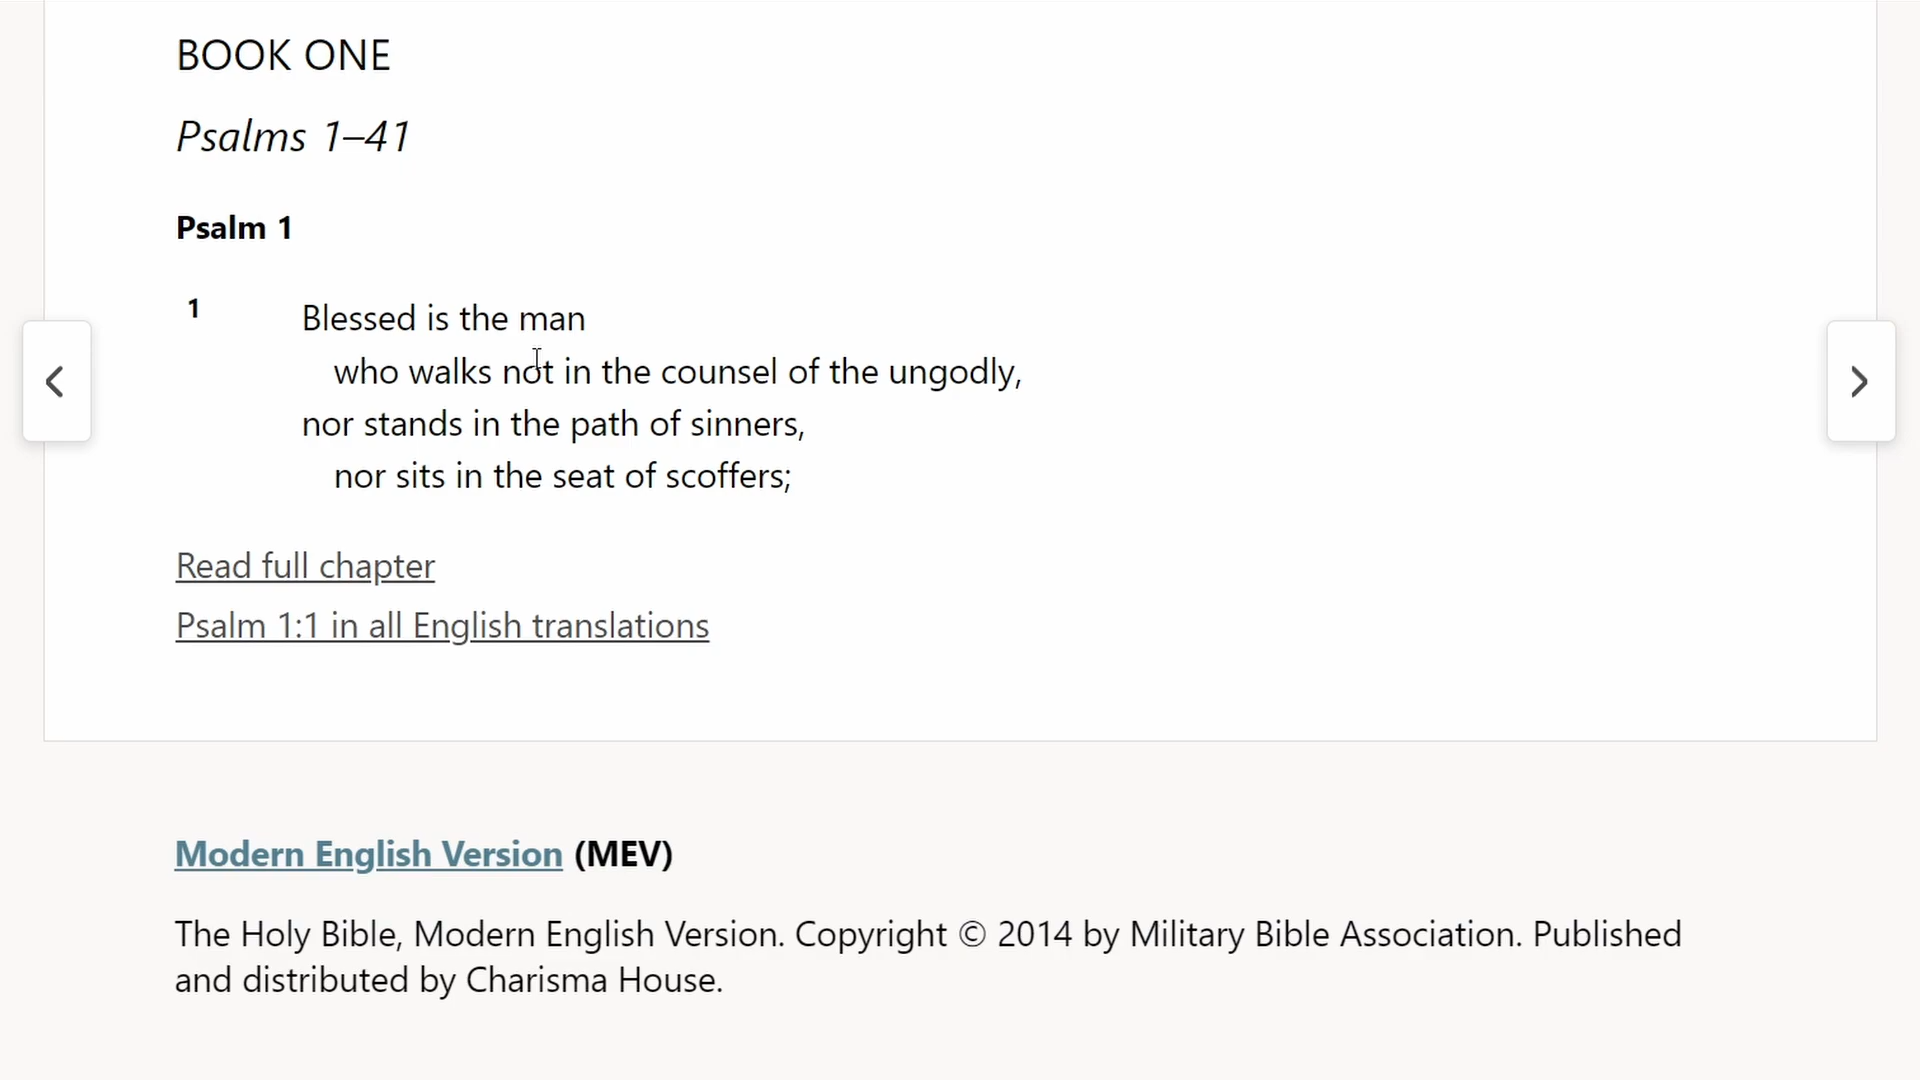 BOOK ONE
Psalms 1–41
Psalm 1
1 Blessed is the man
who walks not in the counsel of the ungodly,
nor stands in the path of sinners,
nor sits in the seat of scoffers;
Read full chapter
Psalm 1:1 in all English translations
Modern English Version (MEV)
The Holy Bible, Modern English Version. Copyright © 2014 by Military Bible Association. Published
and distributed by Charisma House.